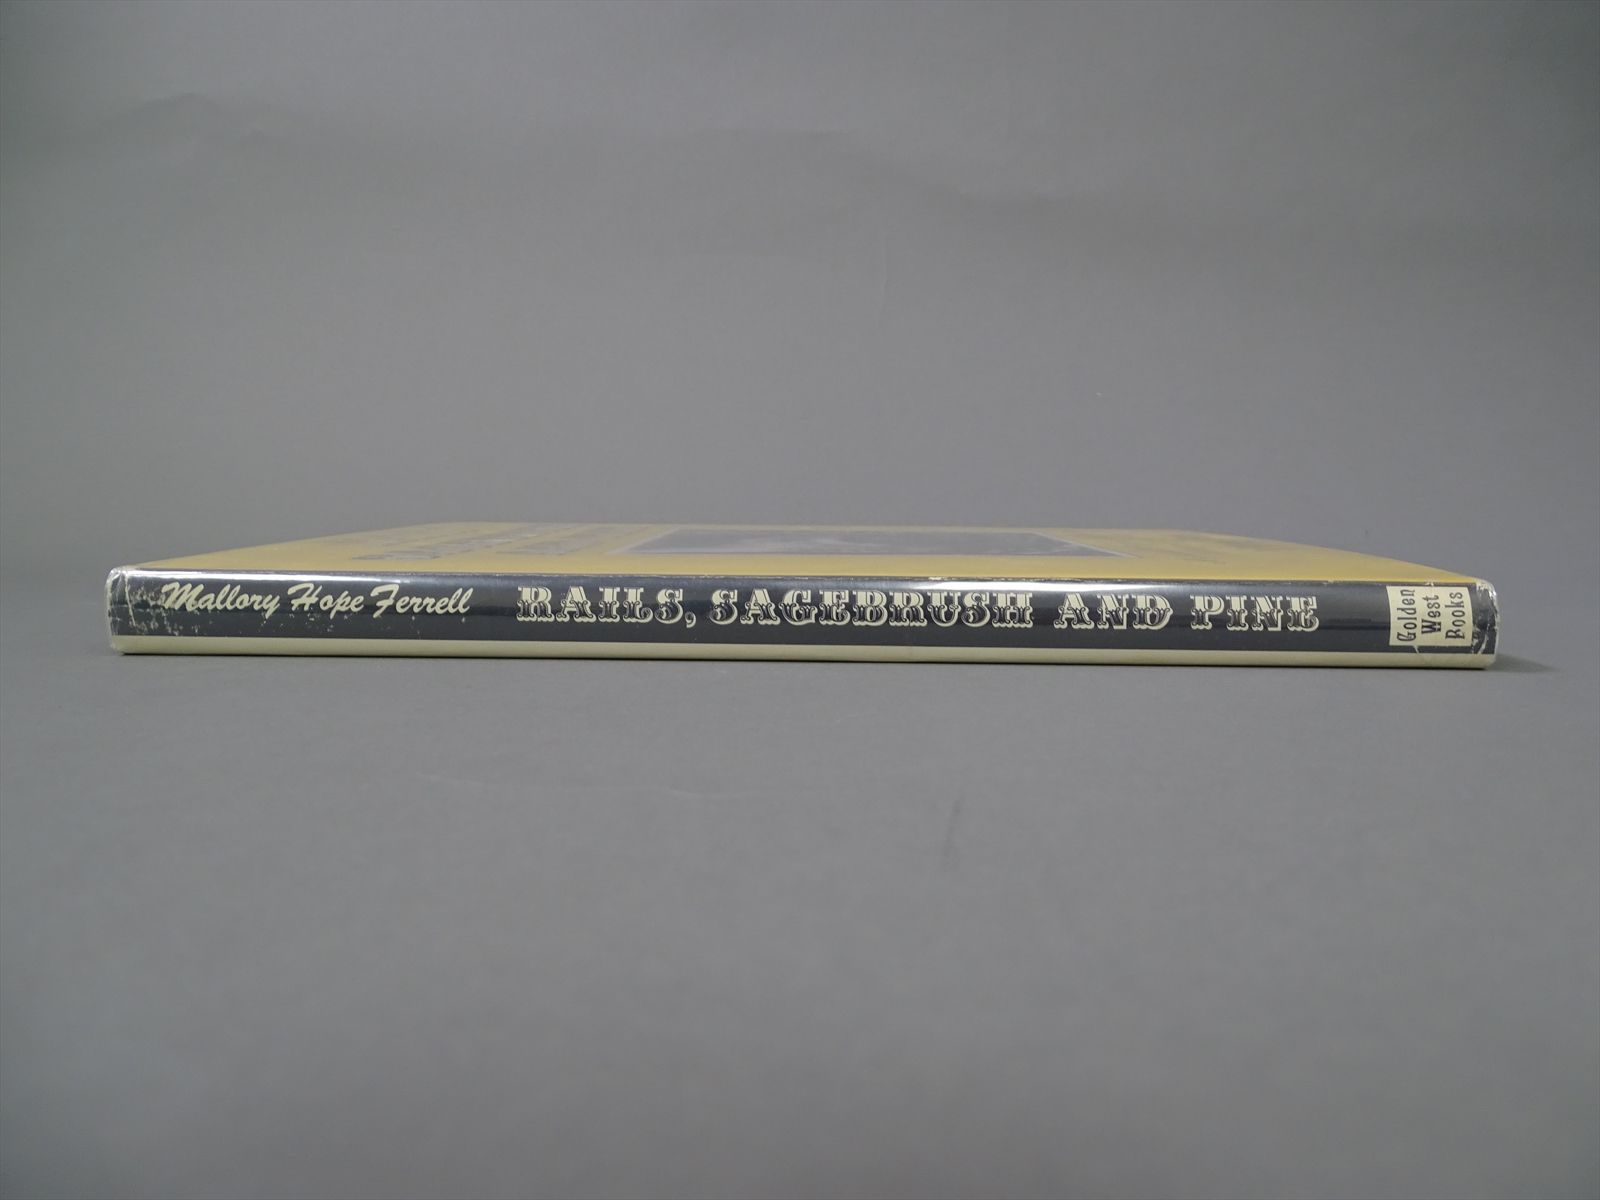 Mallory Hope Ferrell
RAILS, SAGEBRUSH AND PINE
Golden
West
Books